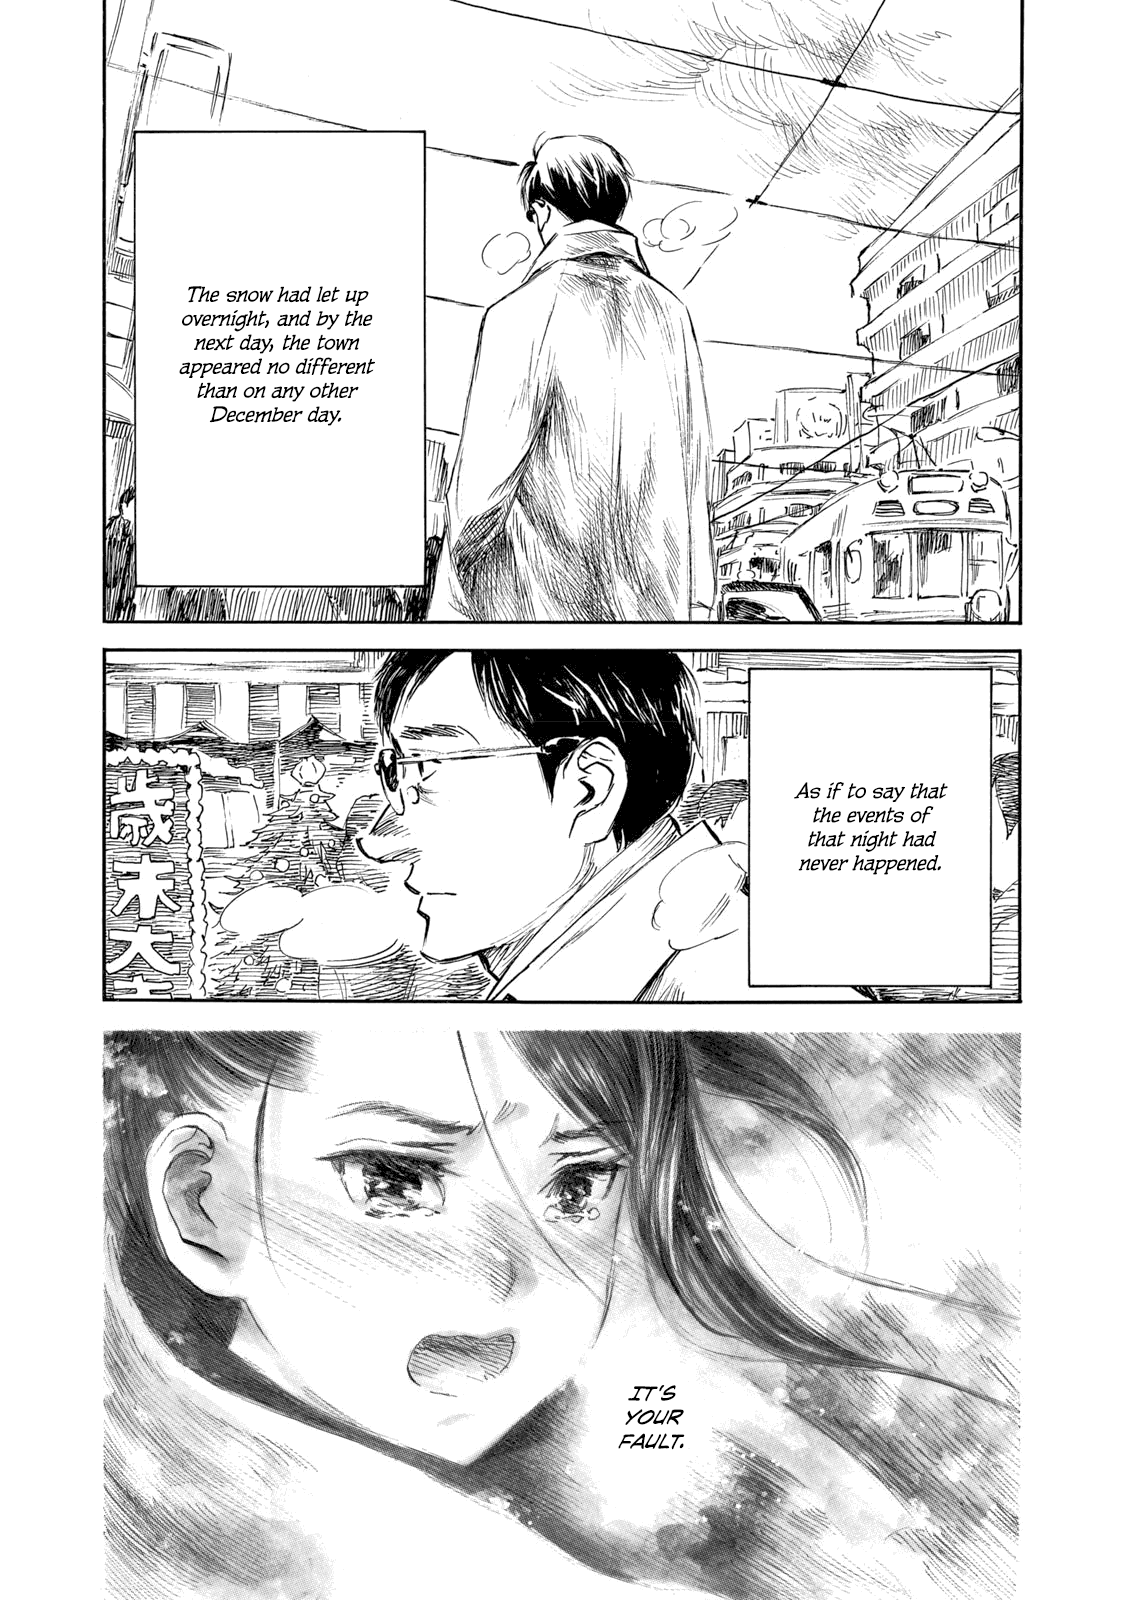 The snow had let up
overnight, and by the
next day, the town
appeared no different
than on any other
December day.
As if to say that
the events of
that night had
never happened.
歳末大
IT'S
YOUR
FAULT.